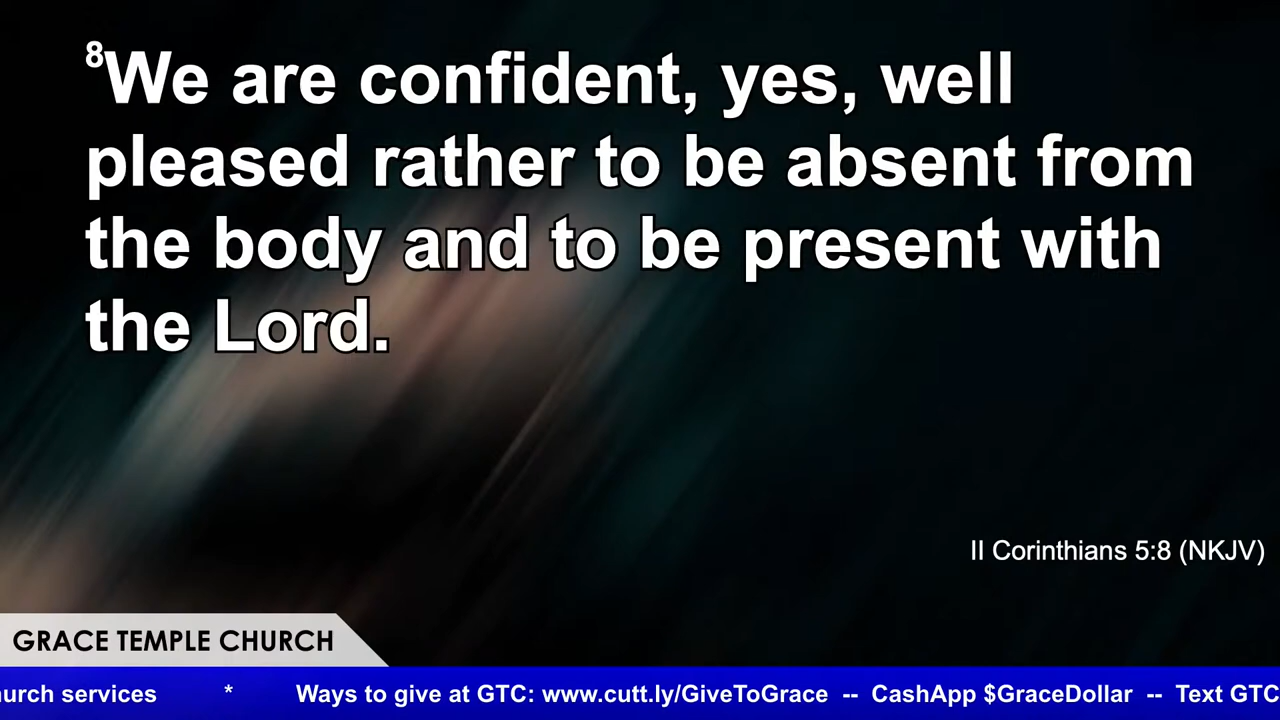 8We are confident, yes, well
pleased rather to be absent from
the body and to be present with
the Lord.
II Corinthians 5:8 (NKJV)
GRACE TEMPLE CHURCH
services * Ways to give at GTC: www.cutt.ly/GiveToGrace -- CashApp $GraceDollar -- Text GTC